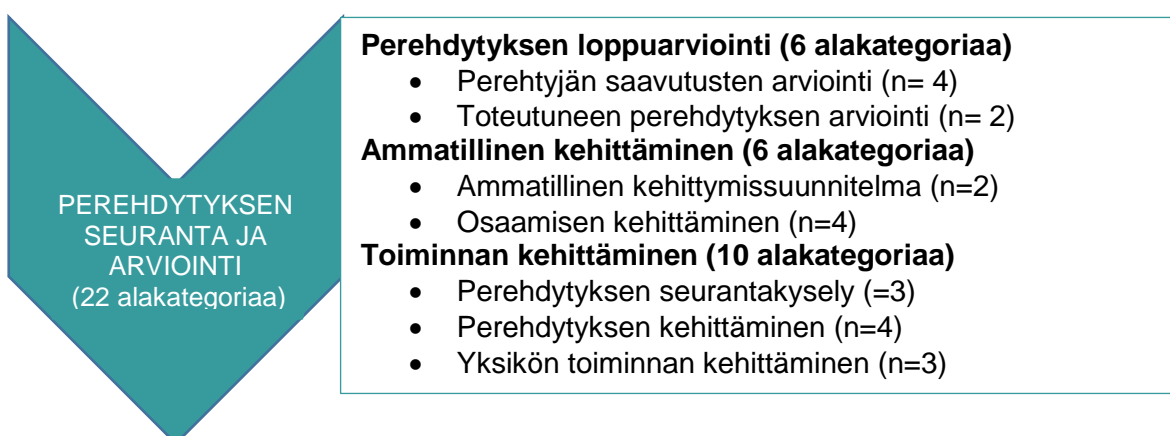 PEREHDYTYKSEN
SEURANTA JA
ARVIOINTI
(22 alakategoriaa)
Perehdytyksen loppuarviointi (6 alakategoriaa)
• Perehtyjän saavutusten arviointi (n= 4)
• Toteutuneen perehdytyksen arviointi (n= 2)
Ammatillinen kehittäminen (6 alakategoriaa)
• Ammatillinen kehittymissuunnitelma (n=2)
• Osaamisen kehittäminen (n=4)
Toiminnan kehittäminen (10 alakategoriaa)
• Perehdytyksen seurantakysely (=3)
• Perehdytyksen kehittäminen (n=4)
• Yksikön toiminnan kehittäminen (n=3)